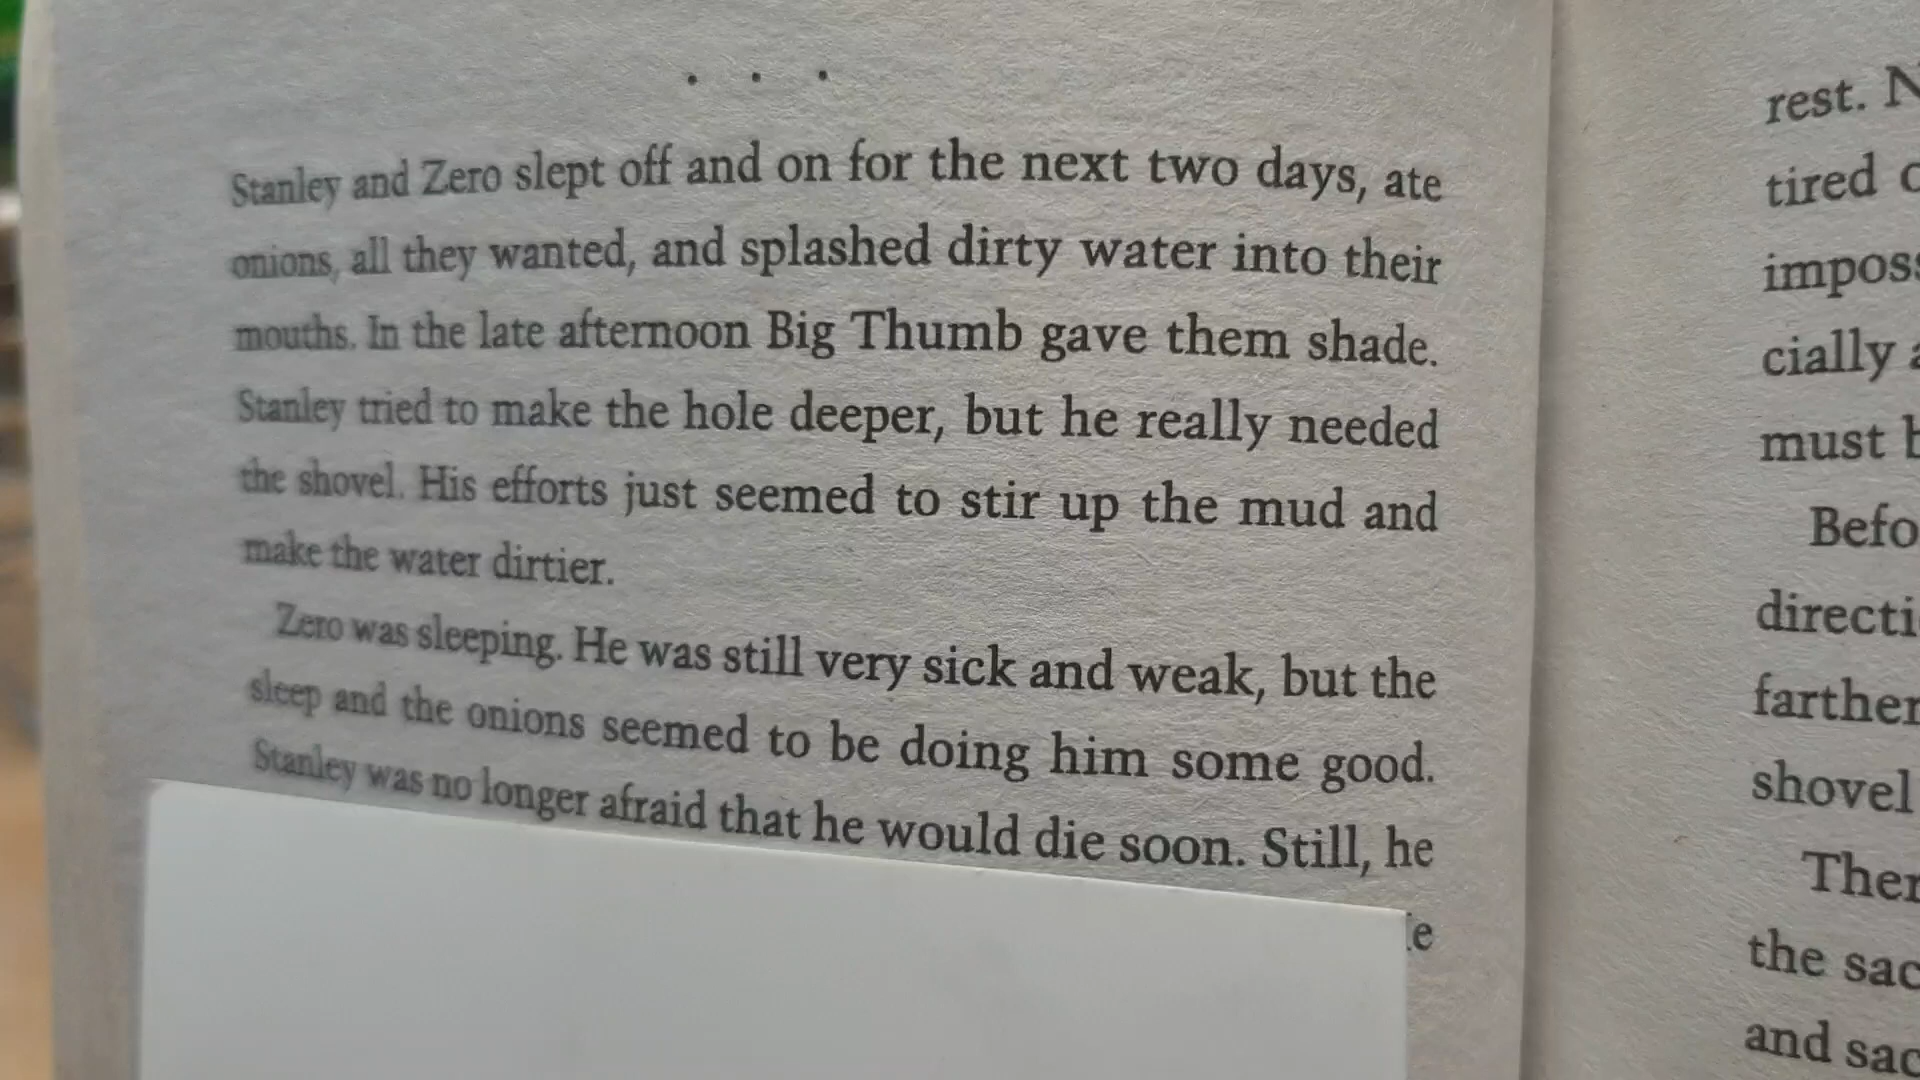 . . .
Stanley and Zero slept off and on for the next two days, ate
onions, all they wanted, and splashed dirty water into their
mouths. In the late afternoon Big Thumb gave them shade.
Stanley tried to make the hole deeper, but he really needed
the shovel. His efforts just seemed to stir up the mud and
make the water dirtier.
Zero was sleeping. He was still very sick and weak, but the
sleep and the onions seemed to be doing him some good.
Stanley was no longer afraid that he would die soon. Still, he
rest.
tired
cially
must
farther
shovel
the
and